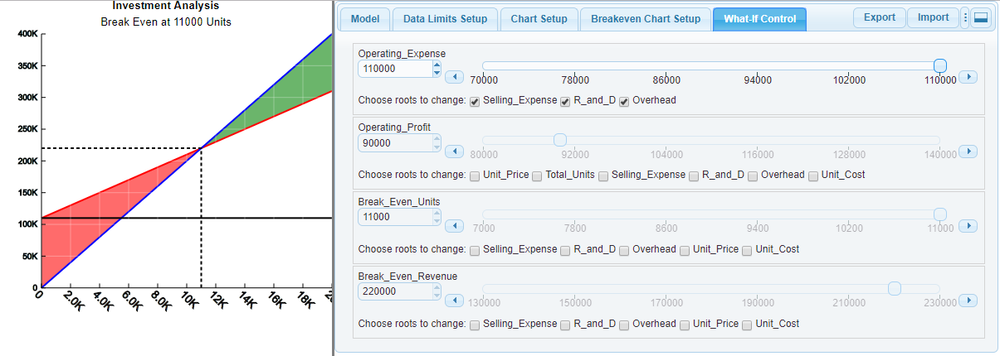 Investment Analysis
Break Even at 11000 Units
400K
350K
300K
250K
200K
150K
100K
50K
0
0 2.0K 4.0K 6.0K 8.0K 10K 12K 14K 16K 18K
Model Data Limits Setup Chart Setup Breakeven Chart Setup What-If Control Export Import
Operating_Expense
110000
70000 78000 86000 94000 102000 110000
Choose roots to change: Selling_Expense R_and_D Overhead
Operating_Profit
90000
80000 92000 104000 116000 128000 140000
Choose roots to change: Unit_Price Total_Units Selling_Expense R_and_D Overhead Unit_Cost
Break_Even_Units
11000
7000 7800 8600 9400 10200 11000
Choose roots to change: Selling_Expense R_and_D Overhead Unit_Price Unit_Cost
Break_Even_Revenue
220000
130000 150000 170000 190000 210000 230000
Choose roots to change: Selling_Expense R_and_D Overhead Unit_Price Unit_Cost